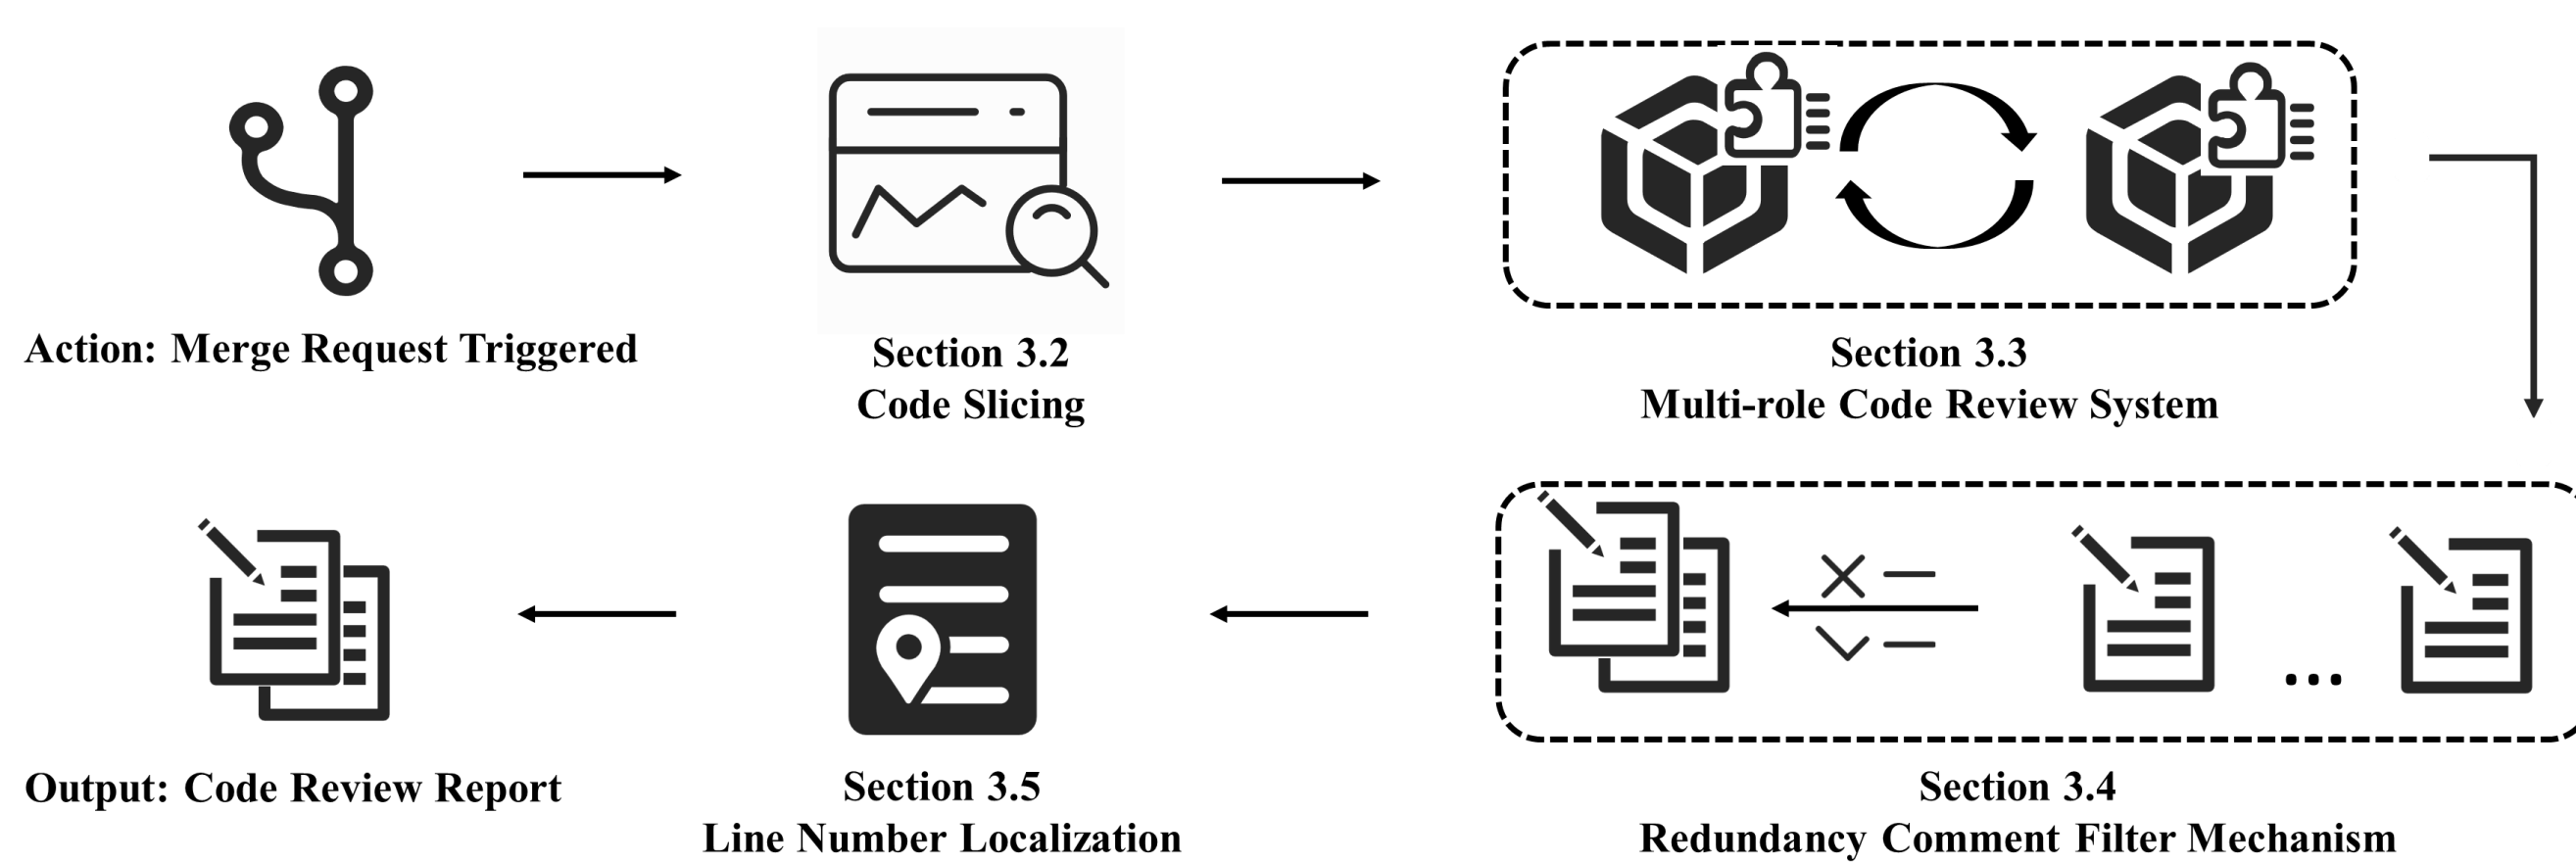 Action: Merge Request Triggered
Section 3.2
Code Slicing
Section 3.3
Multi-role Code Review System
Section 3.4
Redundancy Comment Filter Mechanism
Section 3.5
Line Number Localization
Output: Code Review Report